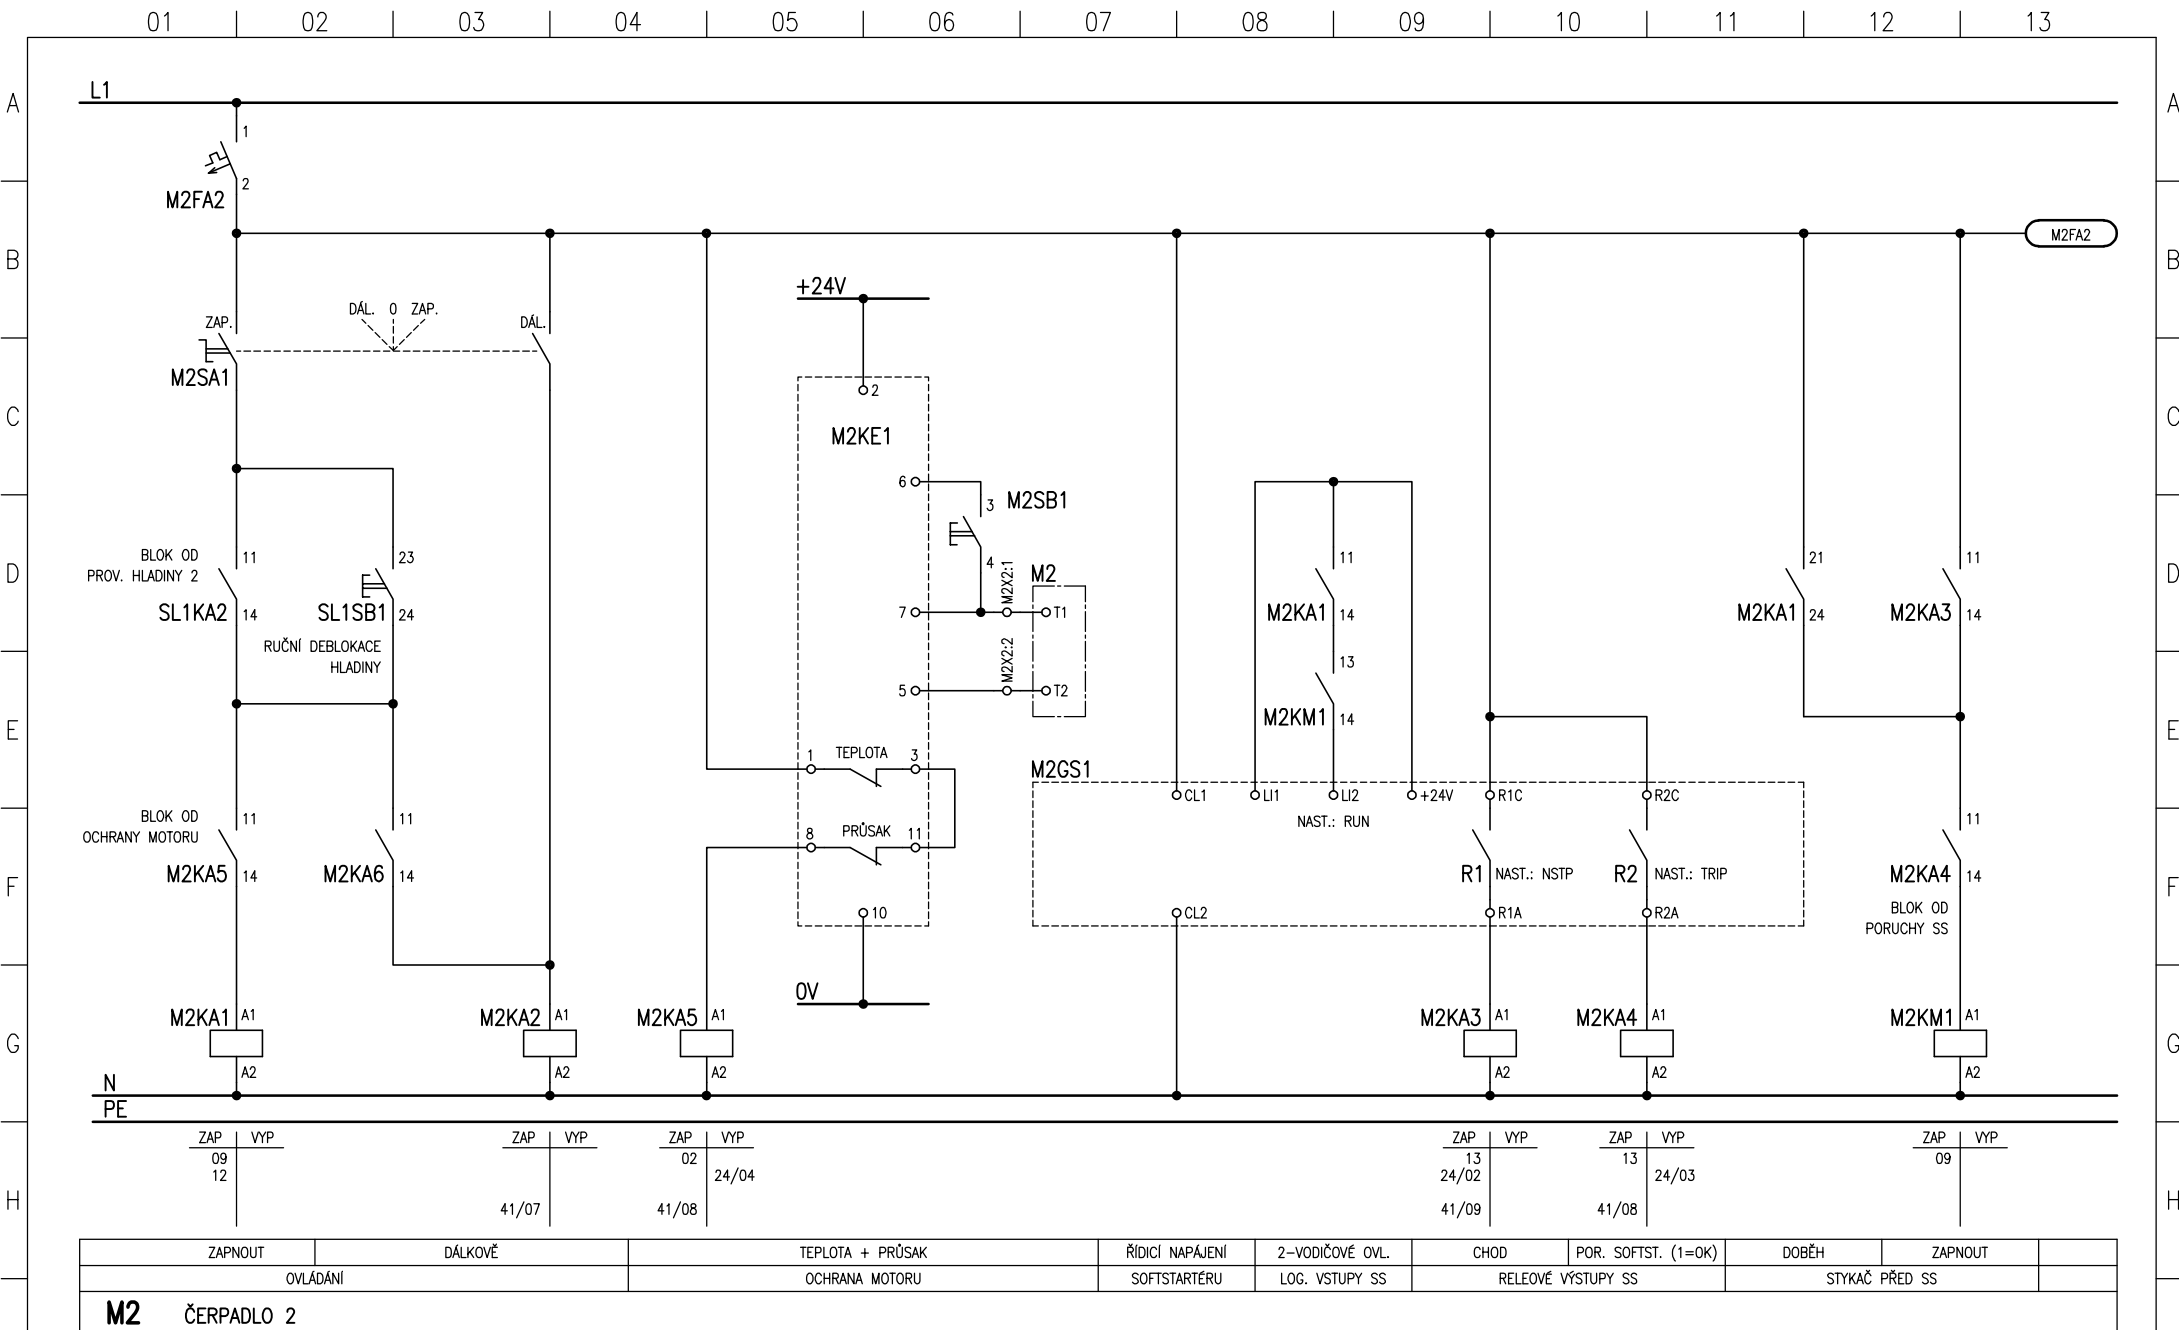 01 02 03 04 05 06 07 08 09 10 11 12 13
A L1 A
1
2
M2FA2
B M2FA2 B
+24V
DÁL. 0 ZAP.
ZAP. DÁL.
M2SA1
2
C M2KE1 C
6
3 M2SB1
4
BLOK OD
PROV. HLADINY 2
11
SL1KA2 14
23
SL1SB1 24
RUČNÍ DEBLOKACE
HLADINY
D D
M2X2:1
M2
7 T1
M2X2:2
5 T2
11
M2KA1 14
13
M2KM1 14
21
M2KA1 24
11
M2KA3 14
E E
1 TEPLOTA 3
M2GS1
CL1 LI1 LI2 +24V R1C R2C
NAST.: RUN
BLOK OD
OCHRANY MOTORU
11
M2KA5 14
11
M2KA6 14
8 PRŮSAK 11
R1 NAST.: NSTP
R2 NAST.: TRIP
11
M2KA4 14
BLOK OD
PORUCHY SS
F F
10
CL2 R1A R2A
0V
M2KA1 A1 M2KA2 A1 M2KA5 A1 M2KA3 A1 M2KA4 A1 M2KM1 A1
G G
A2 A2 A2 A2 A2 A2
N
PE
ZAP VYP ZAP VYP ZAP VYP ZAP VYP ZAP VYP ZAP VYP
09 02 13 13 09
12 24/04 24/02 24/03
H H
41/07 41/08 41/09 41/08
ZAPNOUT DÁLKOVĚ TEPLOTA + PRŮSAK ŘÍDICÍ NAPÁJENÍ 2-VODIČOVÉ OVL. CHOD POR. SOFTST. (1=OK) DOBĚH ZAPNOUT
OVLÁDÁNÍ OCHRANA MOTORU SOFTSTARTÉRU LOG. VSTUPY SS RELEOVÉ VÝSTUPY SS STYKAČ PŘED SS
M2 ČERPADLO 2